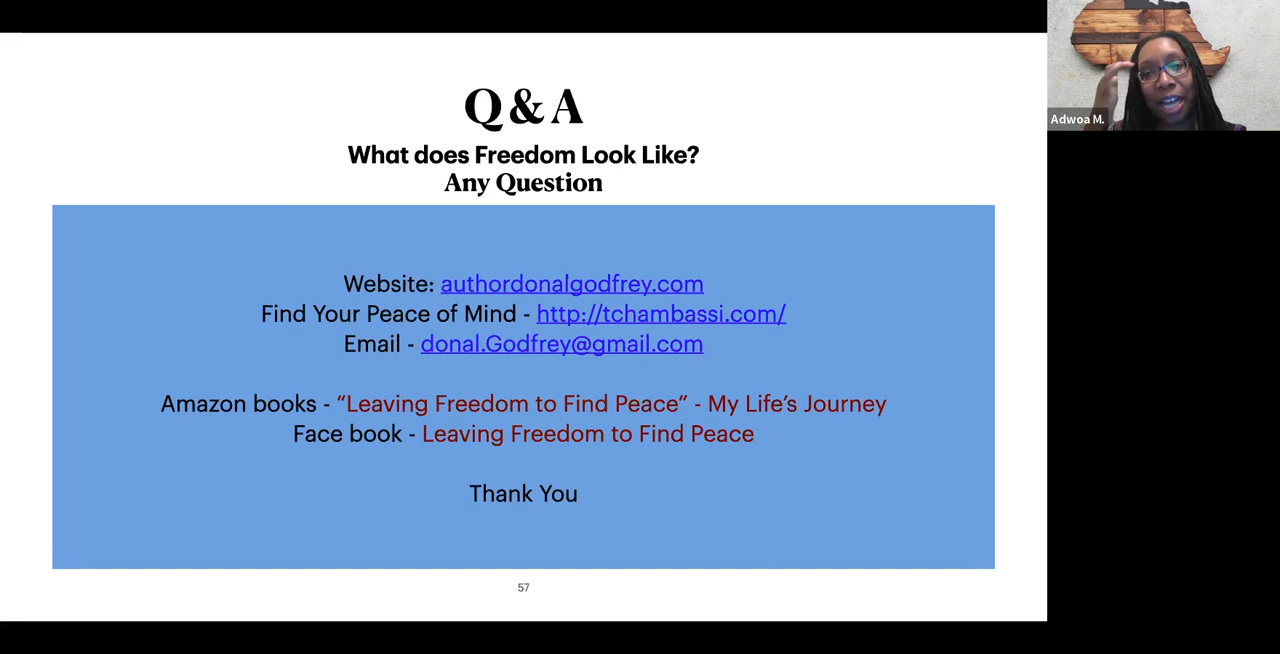 Q & A
What does Freedom Look Like?
Any Question
Website: authordonalgodfrey.com
Find Your Peace of Mind - http://tchambassi.com/
Email - donal.Godfrey@gmail.com
Amazon books - “Leaving Freedom to Find Peace” - My Life’s Journey
Face book - Leaving Freedom to Find Peace
Thank You
57
Adwoa M.